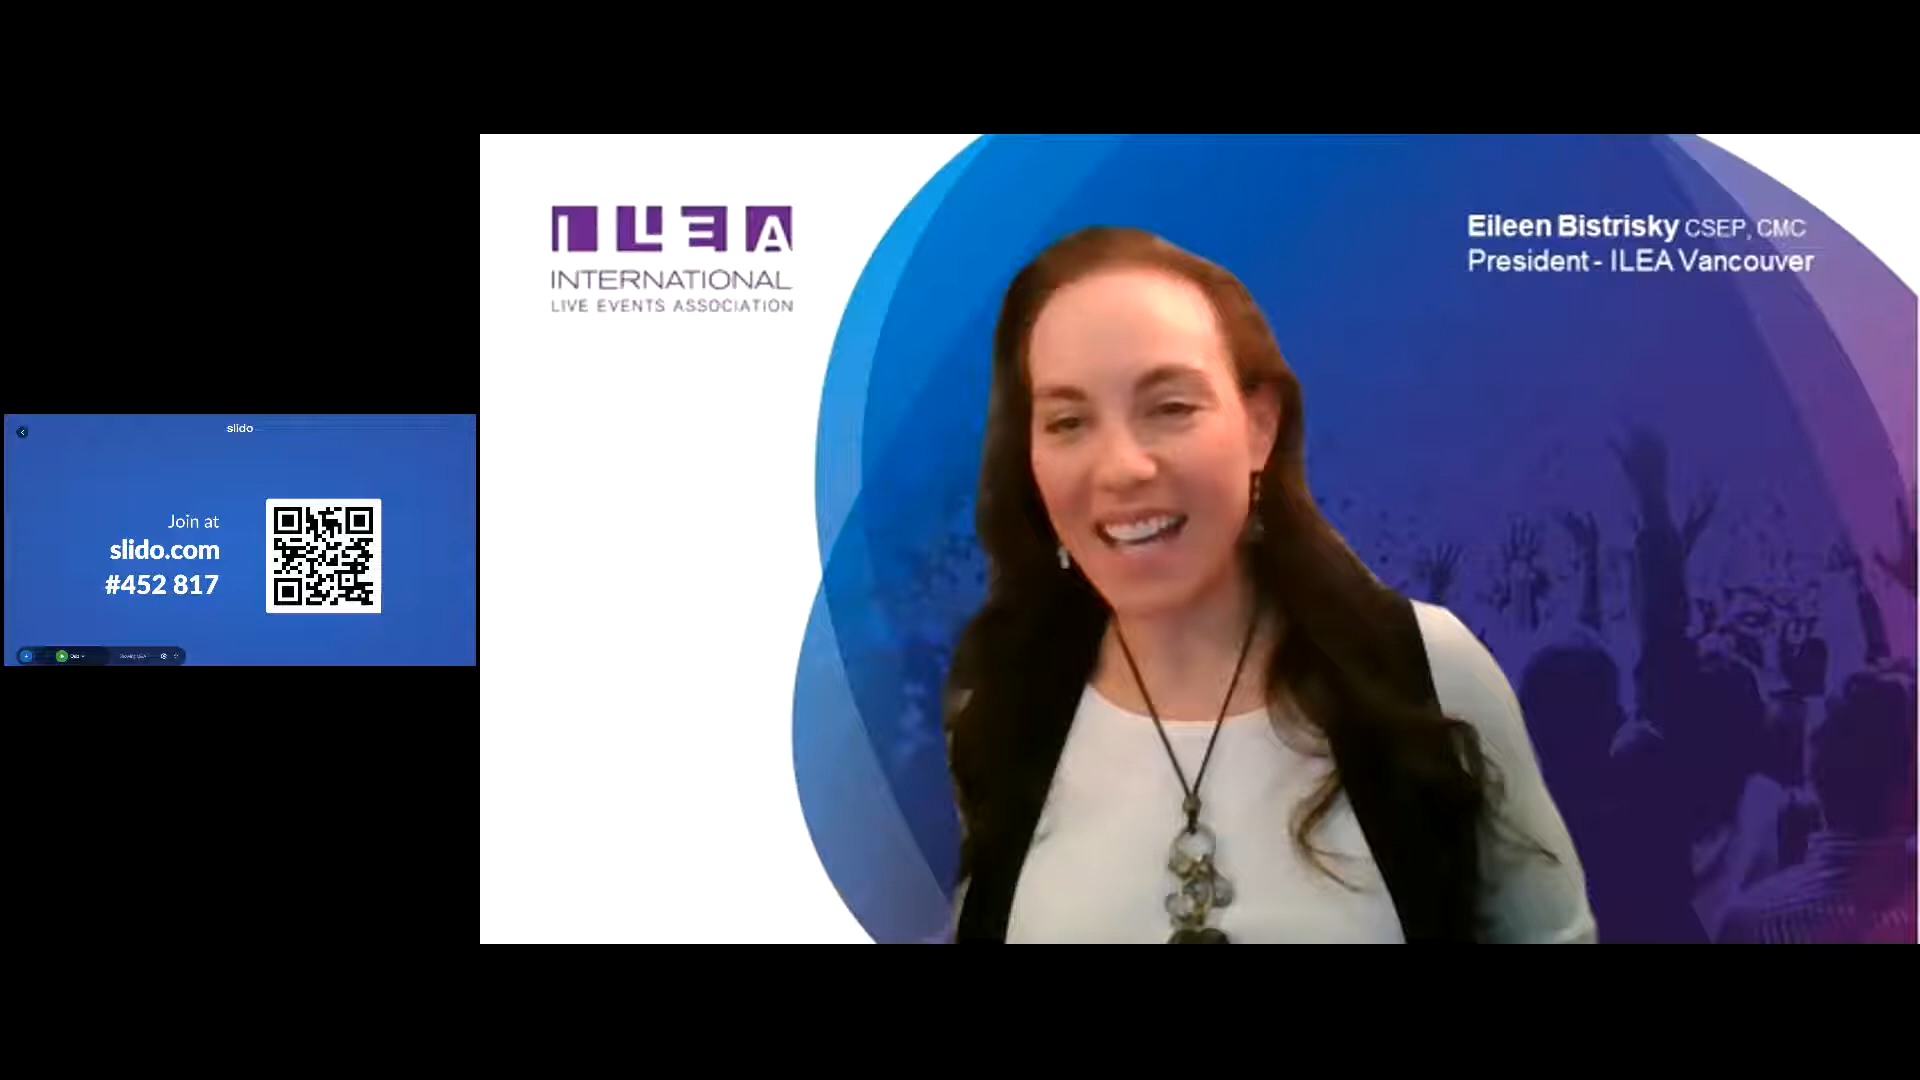 slido
Join at
slido.com
#452 817
ILEA
INTERNATIONAL
LIVE EVENTS ASSOCIATION
Eileen Bistrisky CSEP, CMC
President - ILEA Vancouver